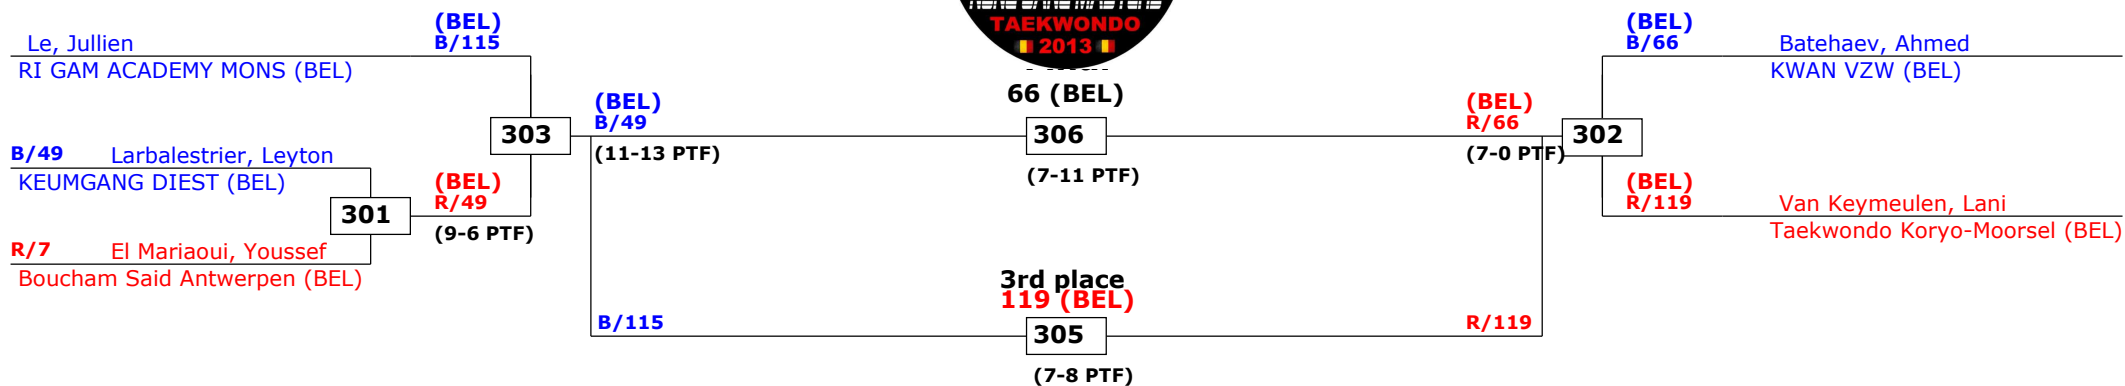 TAEKWONDO
2013
66 (BEL)
306
(7-11 PTF)
3rd place
119 (BEL)
305
(7-8 PTF)
Le, Jullien
RI GAM ACADEMY MONS (BEL)
(BEL)
B/115
B/49 Larbalestrier, Leyton
KEUMGANG DIEST (BEL)
301
R/7 El Mariaoui, Youssef
Boucham Said Antwerpen (BEL)
(BEL)
R/49
(9-6 PTF)
303
(BEL)
B/49
(11-13 PTF)
B/115
(BEL)
R/66
(7-0 PTF)
R/119
302
(BEL)
B/66
Batehaev, Ahmed
KWAN VZW (BEL)
(BEL)
R/119
Van Keymeulen, Lani
Taekwondo Koryo-Moorsel (BEL)